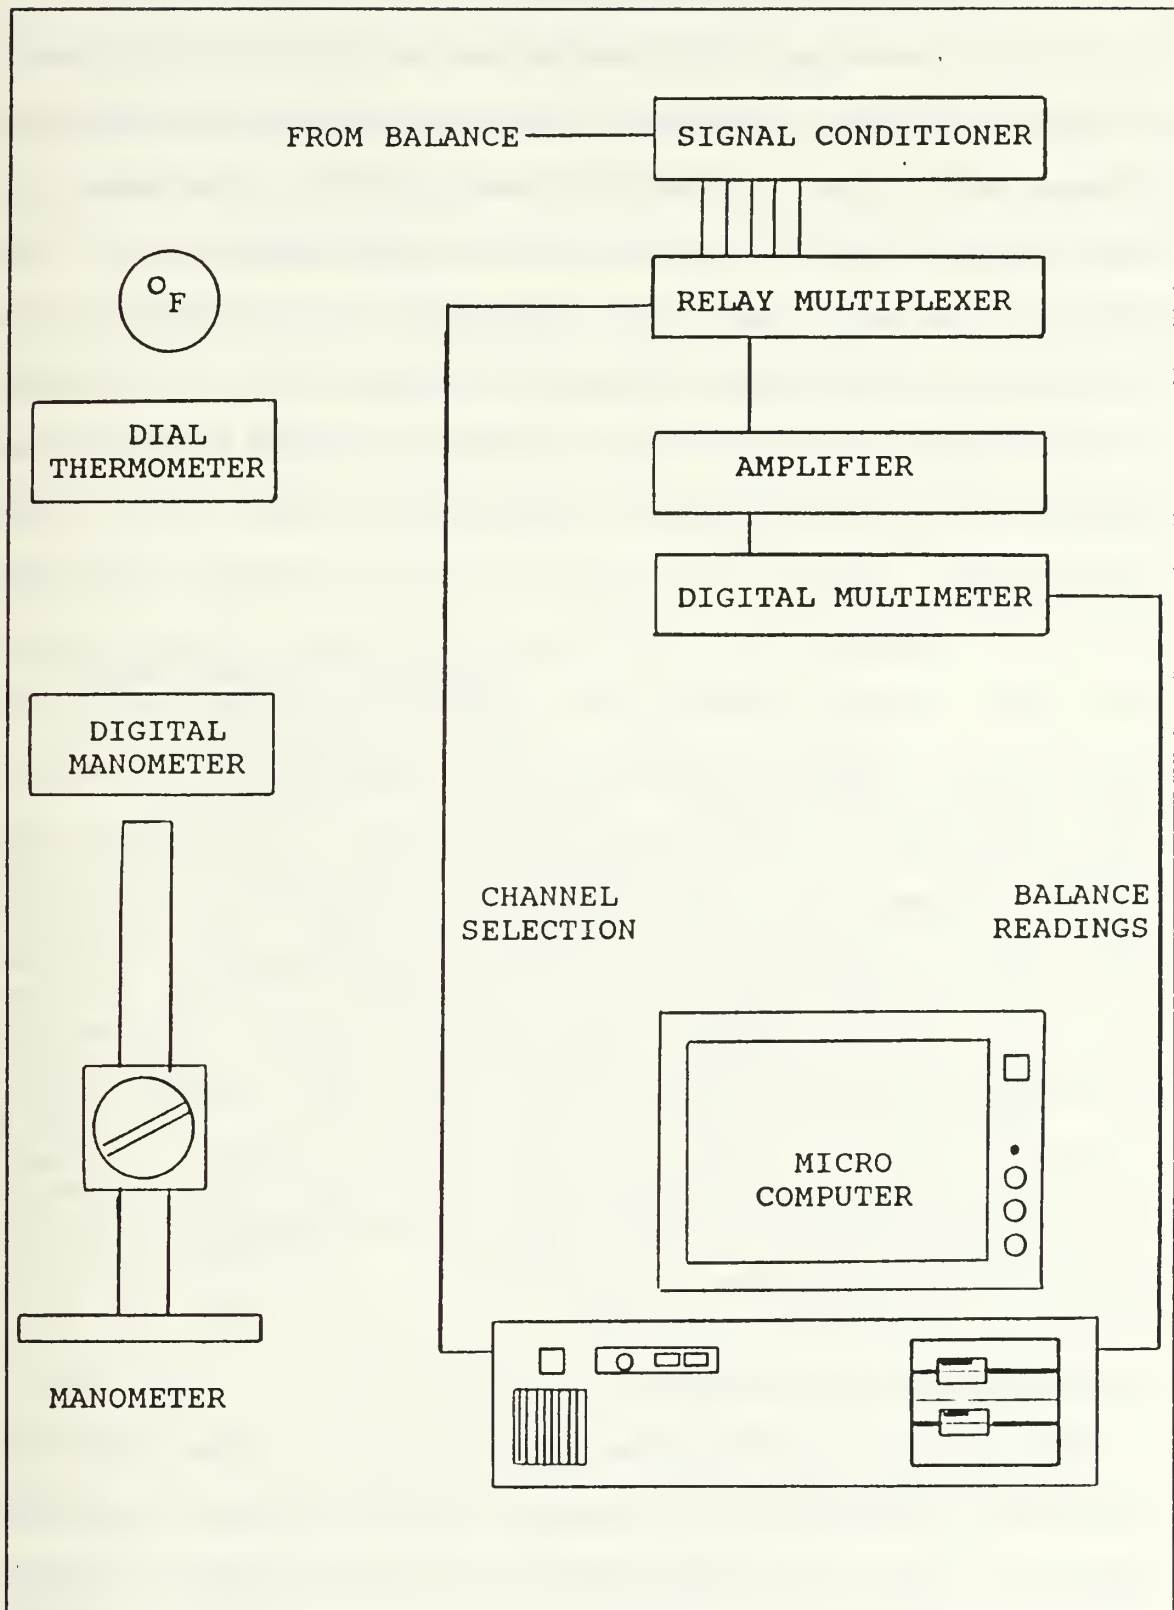 FROM BALANCE
SIGNAL CONDITIONER
°F
RELAY MULTIPLEXER
DIAL
THERMOMETER
AMPLIFIER
DIGITAL MULTIMETER
DIGITAL
MANOMETER
CHANNEL
SELECTION
BALANCE
READINGS
MICRO
COMPUTER
MANOMETER